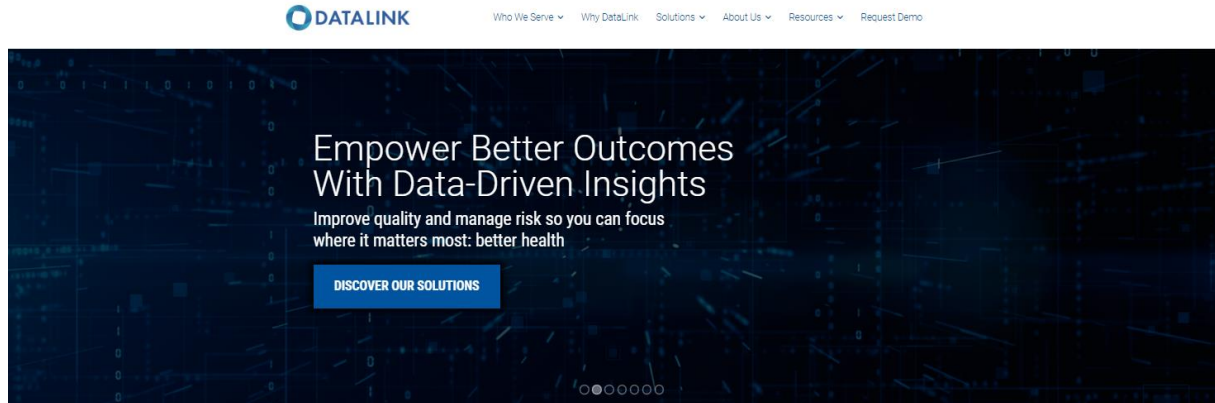 DATALINK
Who We Serve Why DataLink Solutions About Us Resources Request Demo
Empower Better Outcomes
With Data-Driven Insights
Improve quality and manage risk so you can focus
where it matters most: better health
DISCOVER OUR SOLUTIONS